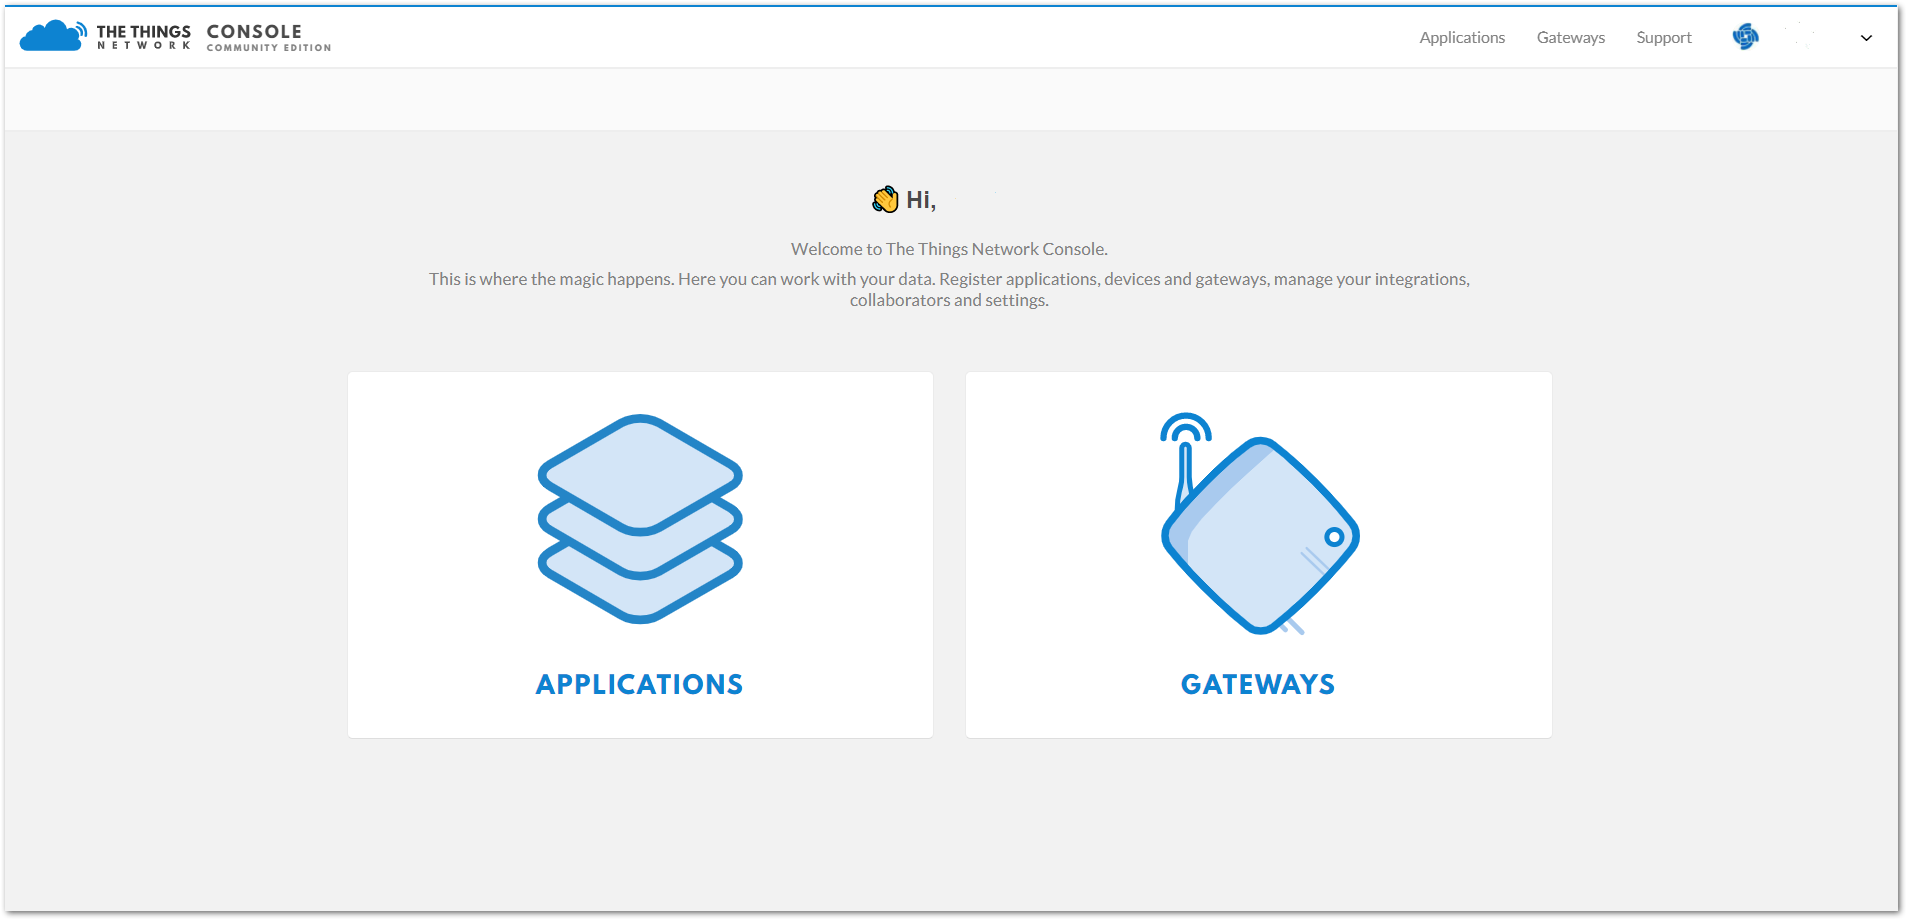 THE THINGS
NETWORK
CONSOLE
COMMUNITY EDITION
Applications
Gateways
Support
Hi,
Welcome to The Things Network Console.
This is where the magic happens. Here you can work with your data. Register applications, devices and gateways, manage your integrations,
collaborators and settings.
APPLICATIONS
GATEWAYS